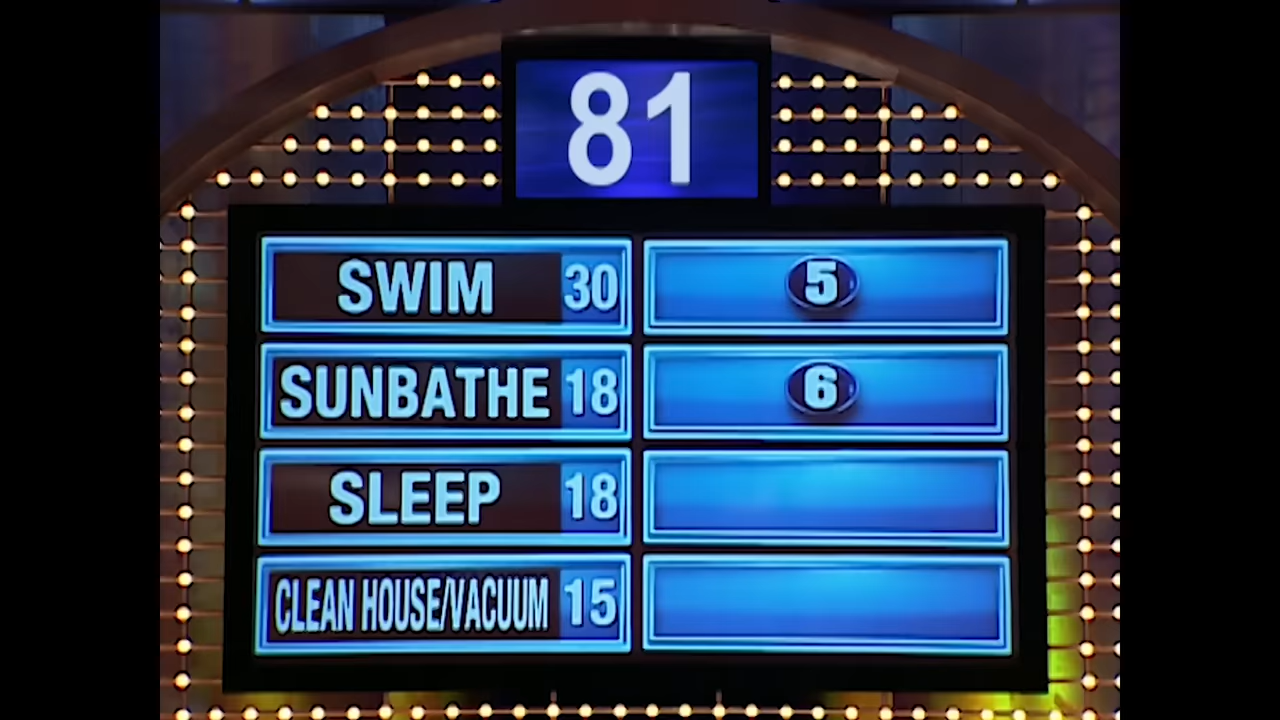 81
SWIM 30
5
SUNBATHE 18
6
SLEEP 18
CLEAN HOUSE/VACUUM 15